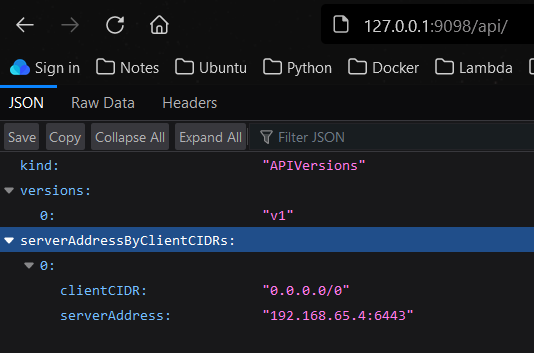 127.0.0.1:9098/api/
Sign in Notes Ubuntu Python Docker Lambda
JSON Raw Data Headers
Save Copy Collapse All Expand All Filter JSON
kind: "APIVersions"
versions:
0: "v1"
serverAddressByClientCIDRs:
0:
clientCIDR: "0.0.0.0/0"
serverAddress: "192.168.65.4:6443"